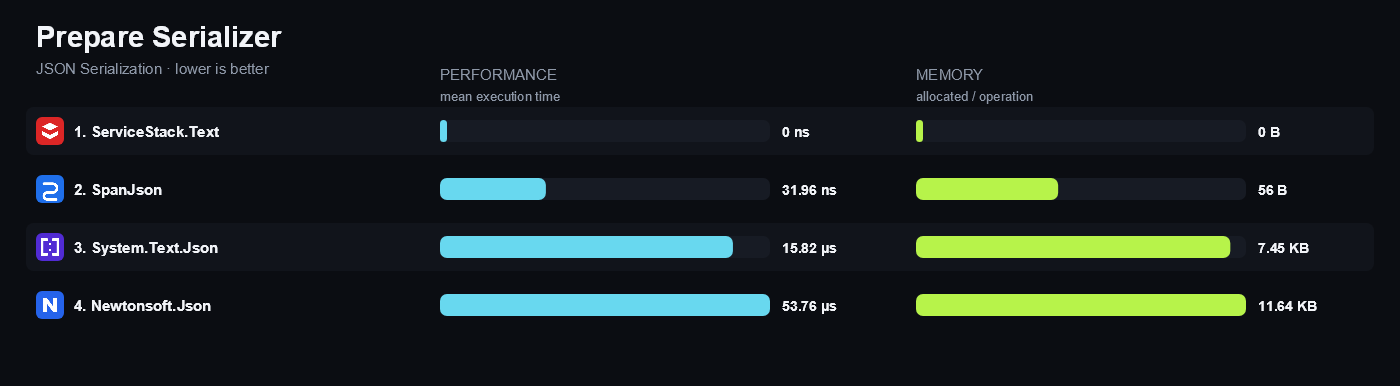 Prepare Serializer
JSON Serialization · lower is better
PERFORMANCE
mean execution time
MEMORY
allocated / operation
1. ServiceStack.Text 0 ns 0 B
2. SpanJson 31.96 ns 56 B
3. System.Text.Json 15.82 µs 7.45 KB
N 4. Newtonsoft.Json 53.76 µs 11.64 KB